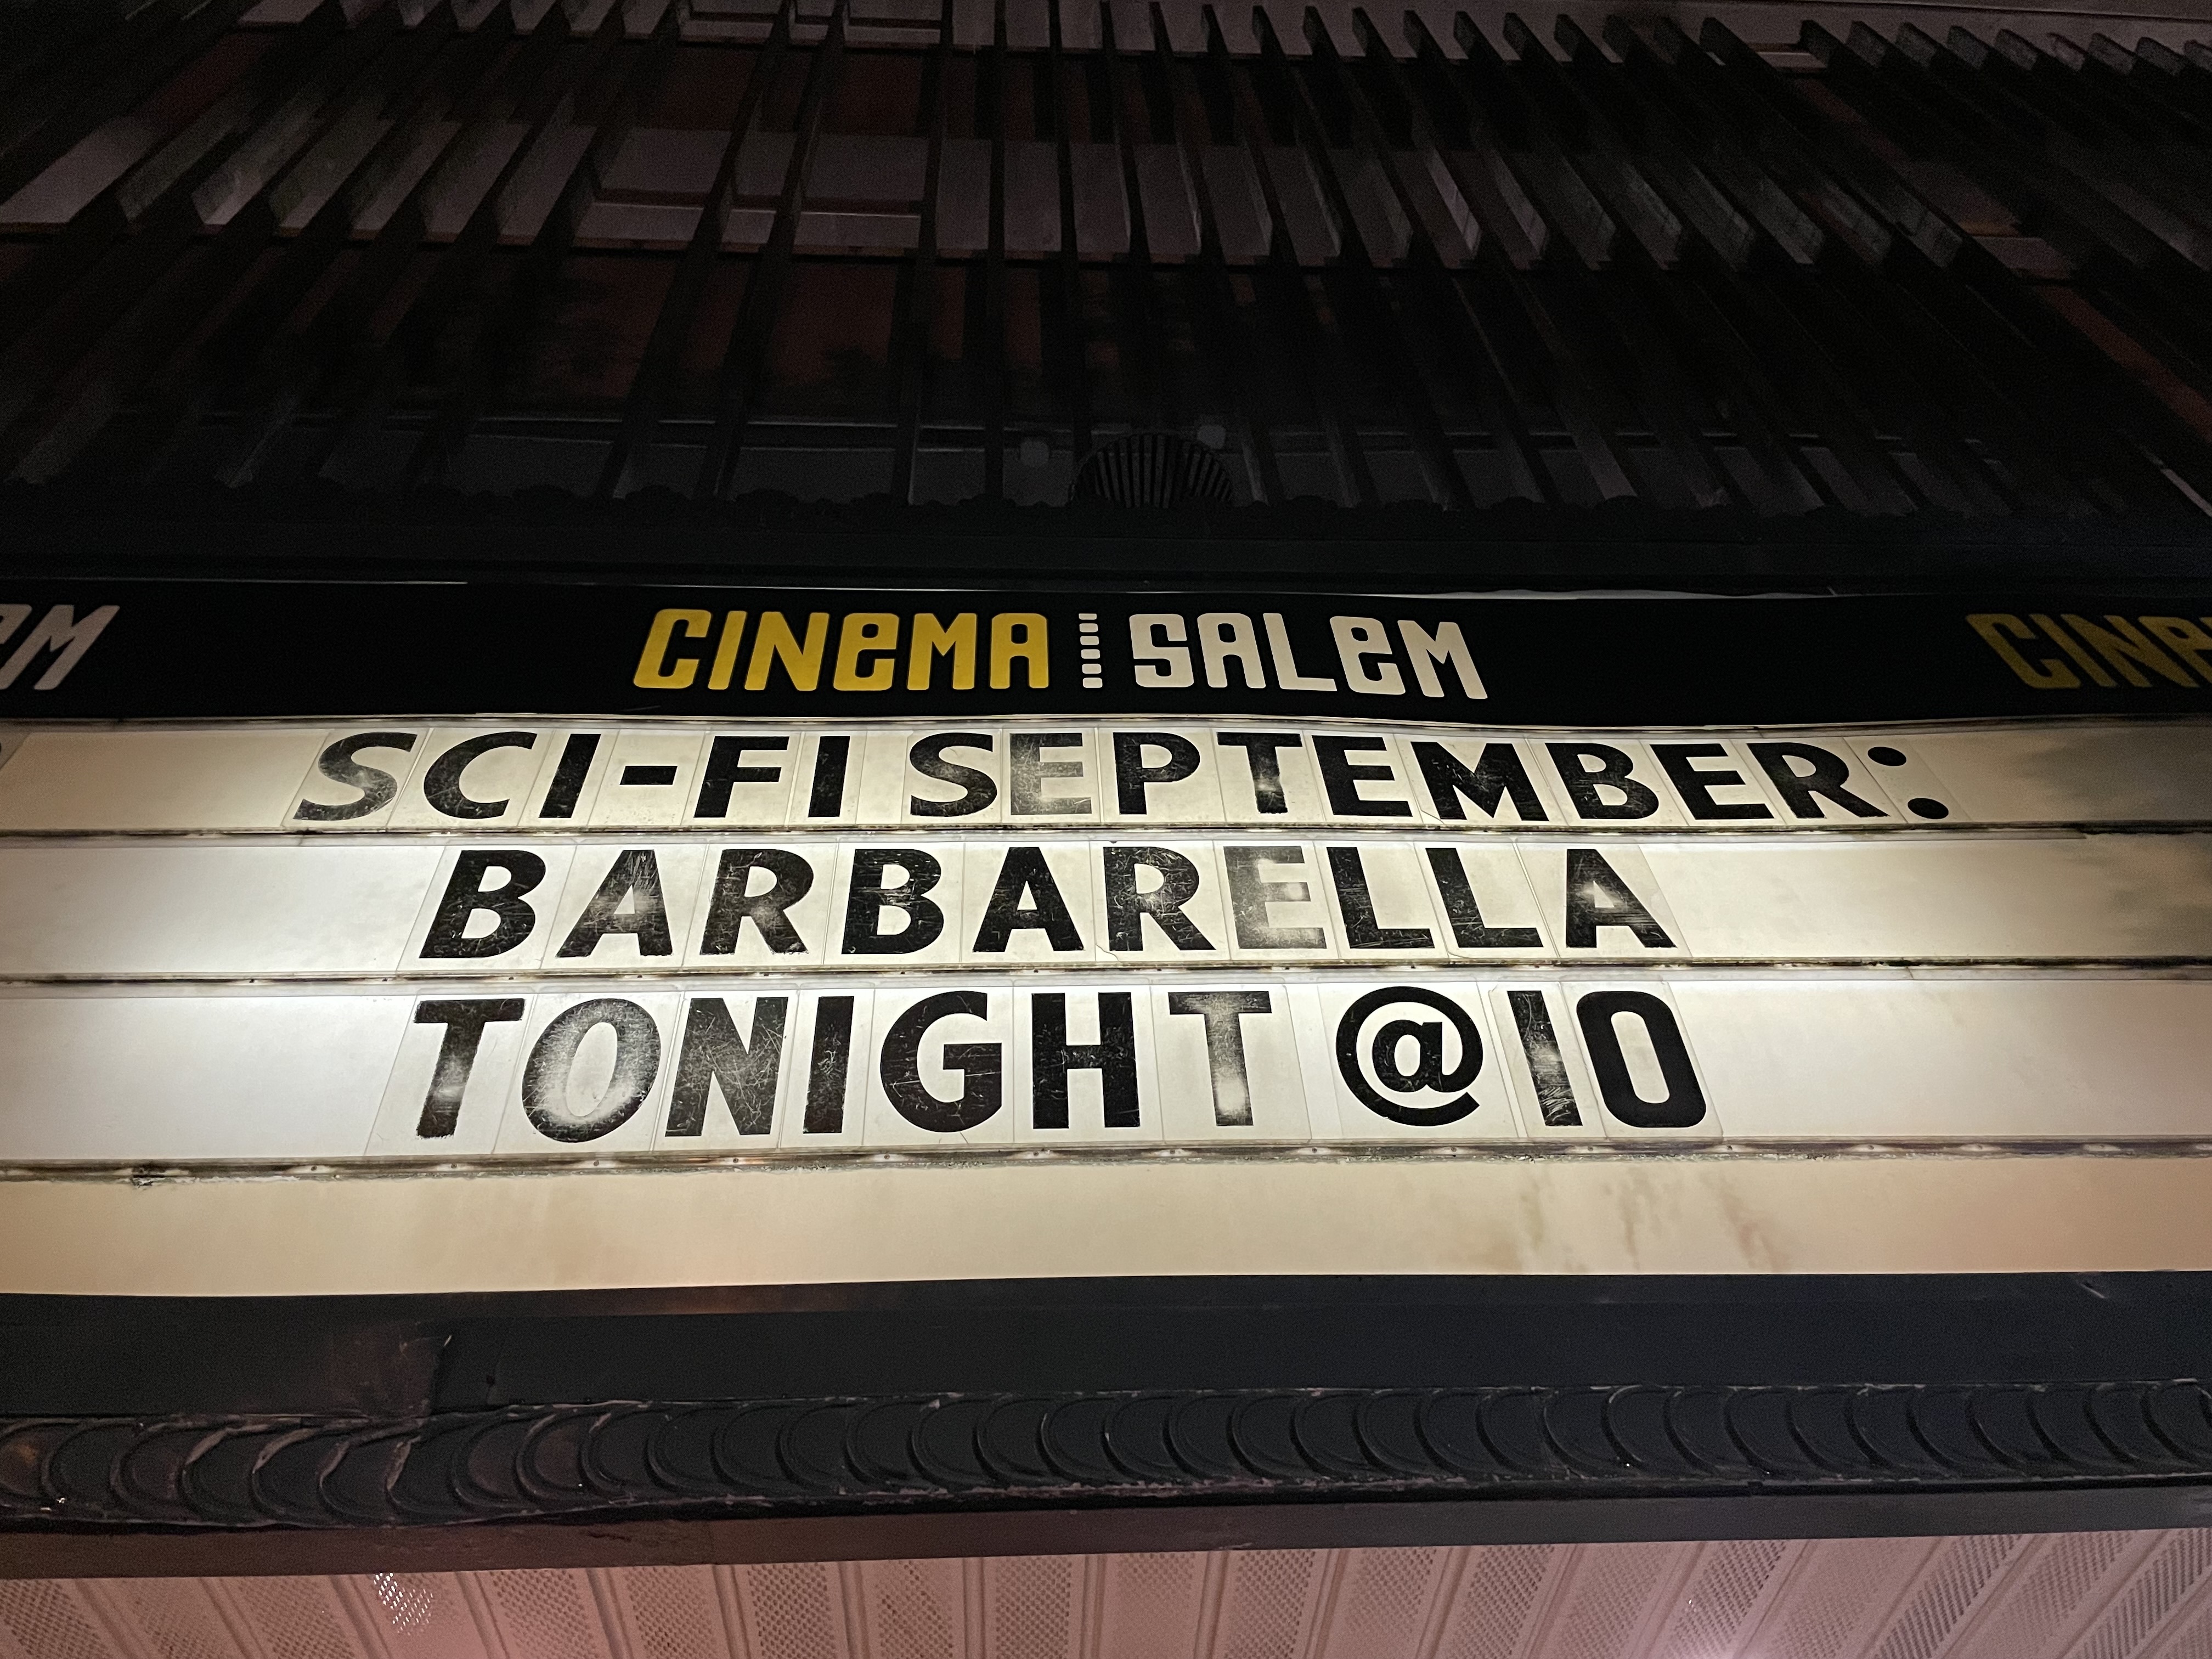 CINEMA SALEM
SCI-FI SEPTEMBER:
BARBARELLA
TONIGHT @10